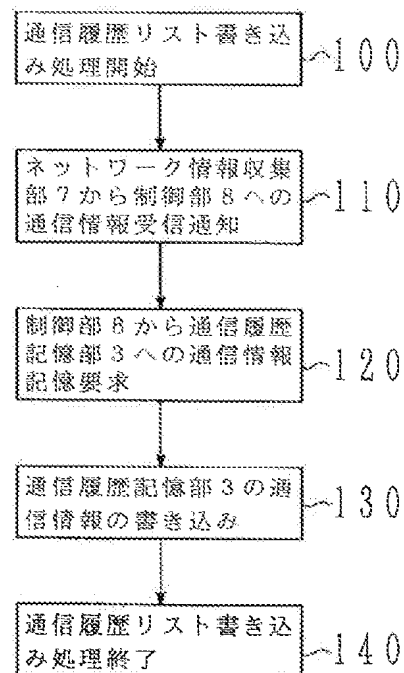 通信履歴リスト書き込
み処理開始
100
ネットワーク情報収集
部7から制御部8への
通信情報受信通知
110
制御部8から通信履歴
記憶部3への通信情報
記憶要求
120
通信履歴記憶部3の通
信情報の書き込み
130
通信履歴リスト書き込
み処理終了
140